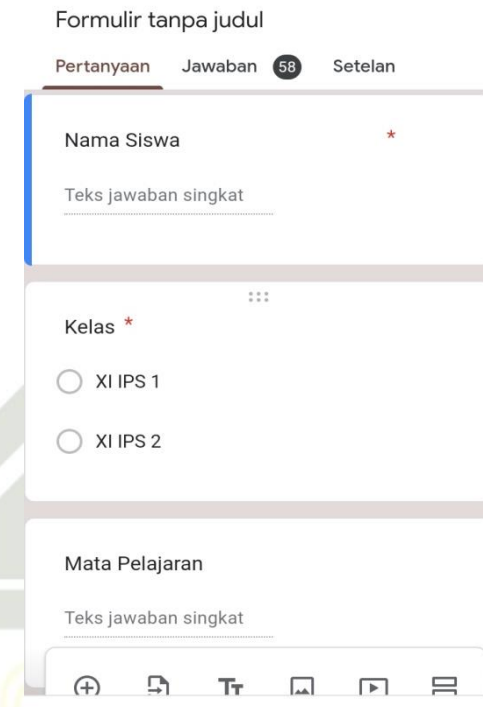 Formulir tanpa judul
Pertanyaan Jawaban 58 Setelan
Nama Siswa *
Teks jawaban singkat
Kelas *
XI IPS 1
XI IPS 2
Mata Pelajaran
Teks jawaban singkat
Tт